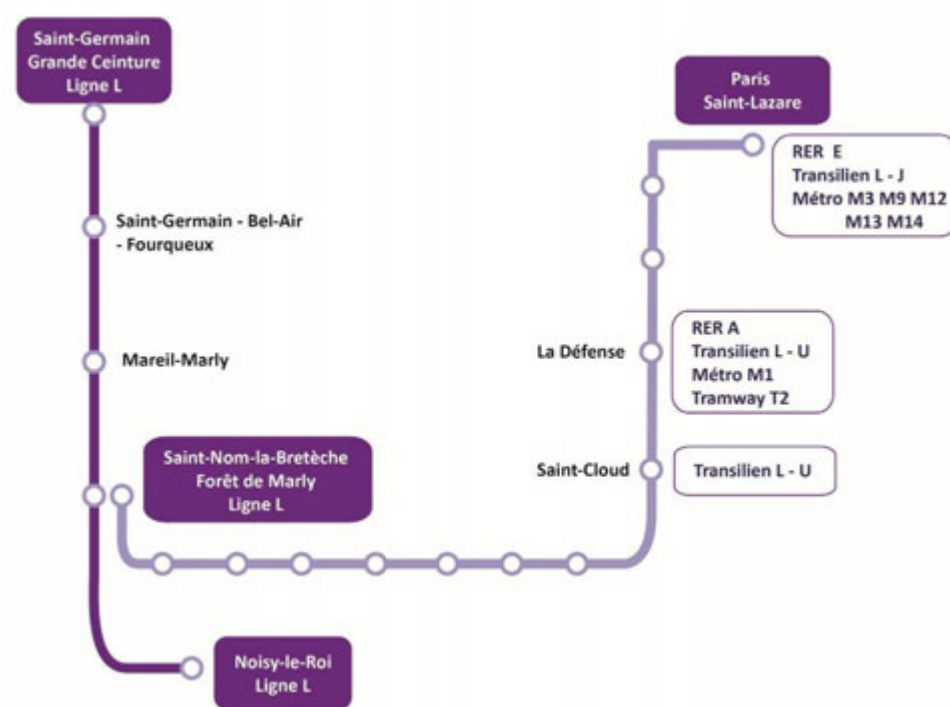 Saint-Germain
Grande Ceinture
Ligne L
Paris
Saint-Lazare
RER E
Transilien L - J
Métro M3 M9 M12
M13 M14
Saint-Germain - Bel-Air
- Fourqueux
Mareil-Marly
La Défense
RER A
Transilien L - U
Métro M1
Tramway T2
Saint-Nom-la-Bretèche
Forêt de Marly
Ligne L
Saint-Cloud
Transilien L - U
Noisy-le-Roi
Ligne L